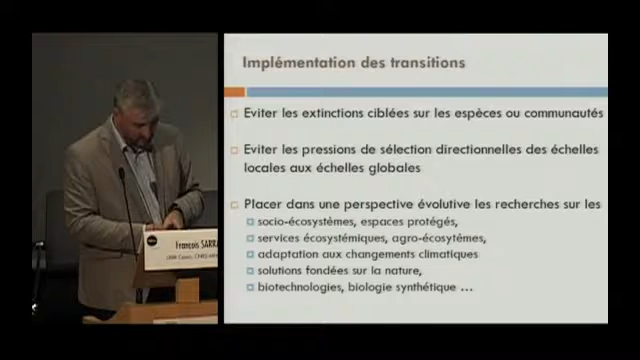 Implémentation des transitions
Eviter les extinctions ciblées sur les espèces ou communautés
Eviter les pressions de sélection directionnelles des échelles
locales aux échelles globales
Placer dans une perspective évolutive les recherches sur les
socio-écosystèmes, espaces protégés,
services écosystémiques, agro-écosytèmes,
adaptation aux changements climatiques
solutions fondées sur la nature,
biotechnologies, biologie synthétique ...
François SARRA